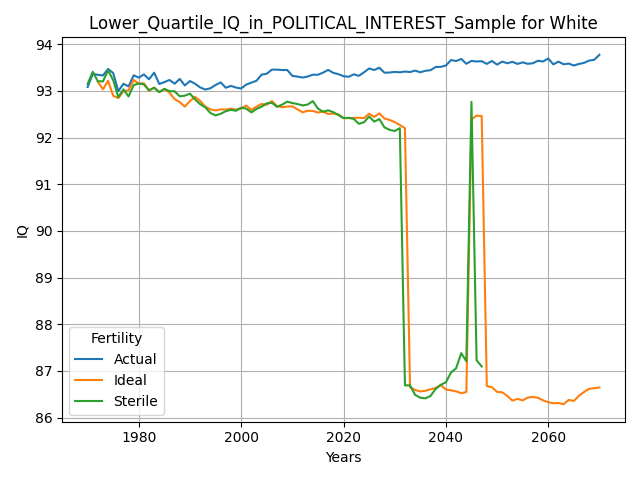 Lower_Quartile_IQ_in_POLITICAL_INTEREST_Sample for White
94
93
92
91
90
89
88
87
86
IQ
Fertility
Actual
Ideal
Sterile
1980 2000 2020 2040 2060
Years